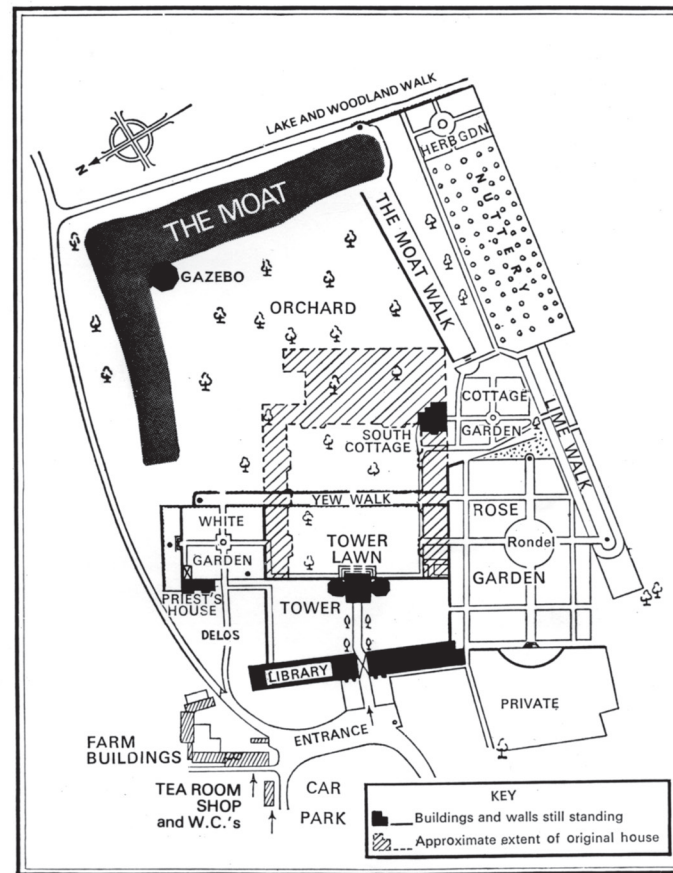 LAKE AND WOODLAND WALK
N
HERBGDN
THE MOAT
NUTTERY
THE MOAT WALK
GAZEBO
ORCHARD
COTTAGE
GARDEN
LIME WALK
SOUTH
COTTAGE
YEW WALK
WHITE
GARDEN
ROSE
GARDEN
Rondel
TOWER
LAWN
PRIEST'S
HOUSE
TOWER
DELOS
LIBRARY
PRIVATE
ENTRANCE
FARM
BUILDINGS
TEA ROOM
SHOP
and W.C.'s
CAR
PARK
KEY
Buildings and walls still standing
Approximate extent of original house